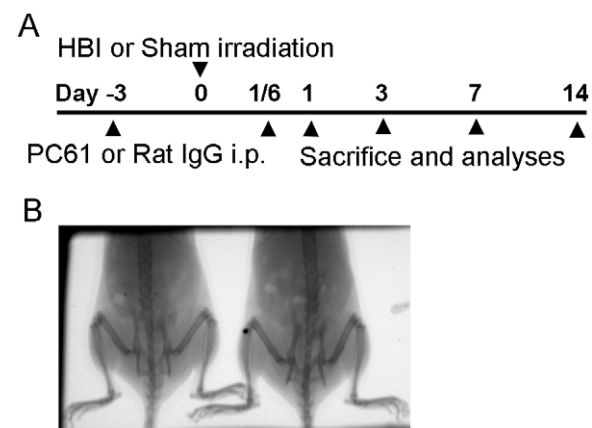 A
HBI or Sham irradiation
Day -3 0 1/6 1 3 7 14
PC61 or Rat IgG i.p. Sacrifice and analyses
B